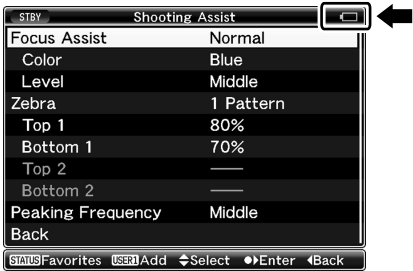 STBY Shooting Assist
Focus Assist Normal
Color Blue
Level Middle
Zebra 1 Pattern
Top 1 80%
Bottom 1 70%
Top 2 ——
Bottom 2 ——
Peaking Frequency Middle
Back
STATUS Favorites USER1 Add Select Enter Back